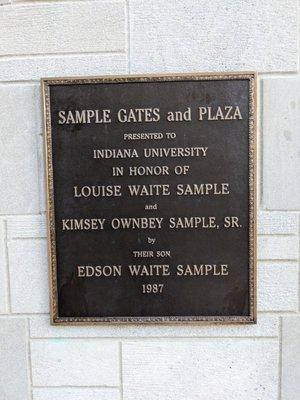 SAMPLE GATES and PLAZA
PRESENTED TO
INDIANA UNIVERSITY
IN HONOR OF
LOUISE WAITE SAMPLE
and
KIMSEY OWNBEY SAMPLE, SR.
by
THEIR SON
EDSON WAITE SAMPLE
1987